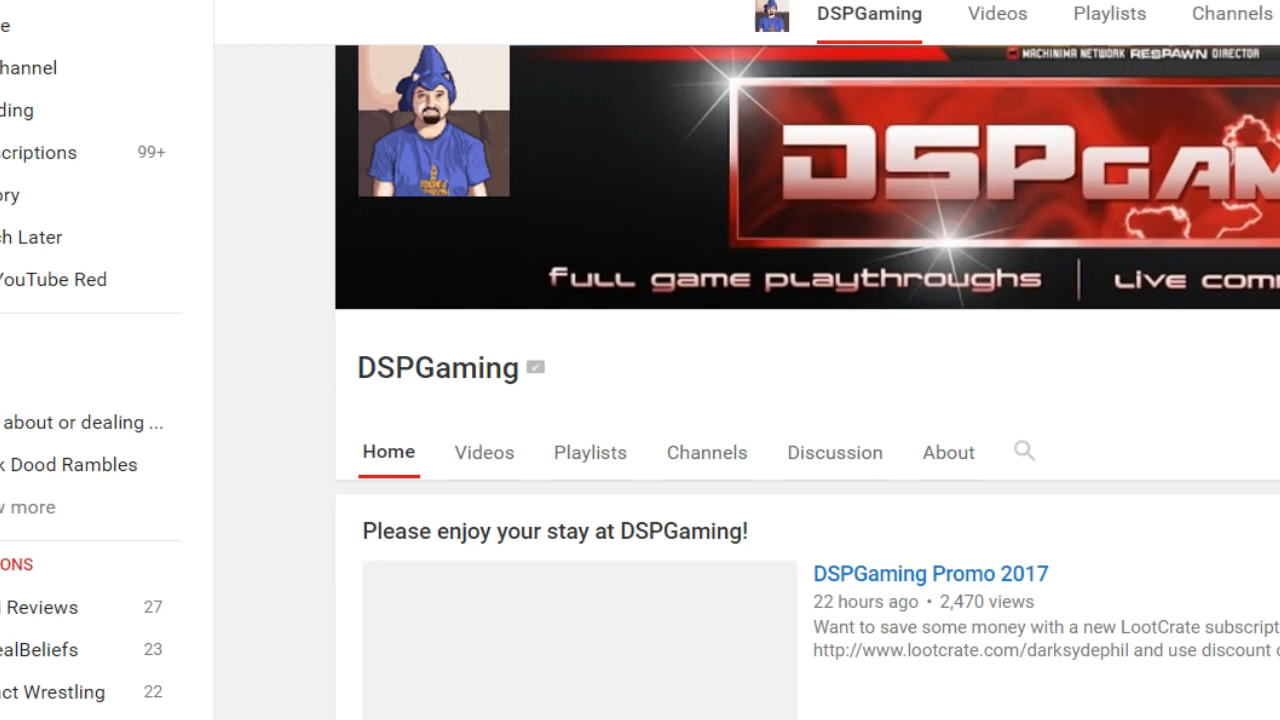 DSPGaming Videos Playlists Channels
e
hannel
ding
criptions 99+
ory
ch Later
YouTube Red
about or dealing ...
k Dood Rambles
w more
ONS
i Reviews 27
ealBeliefs 23
ct Wrestling 22
MACHINIMA NETWORK RESPAWN DIRECTOR
DSPGAM
FULL GAME PLAYTHROUGHS | LIVE COM
DSPGaming
Home Videos Playlists Channels Discussion About
Please enjoy your stay at DSPGaming!
DSPGaming Promo 2017
22 hours ago • 2,470 views
Want to save some money with a new LootCrate subscript
http://www.lootcrate.com/darksydephil and use discount c